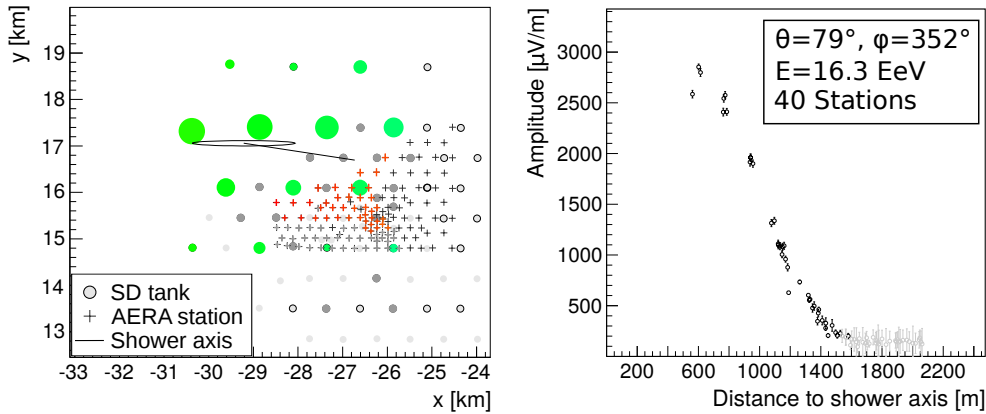 y [km]
19
18
17
16
15
14
13
SD tank
AERA station
Shower axis
-33 -32 -31 -30 -29 -28 -27 -26 -25 -24
x [km]
Amplitude [μV/m]
3000
2500
2000
1500
1000
500
θ=79°, φ=352°
E=16.3 EeV
40 Stations
200 600 1000 1400 1800 2200
Distance to shower axis [m]